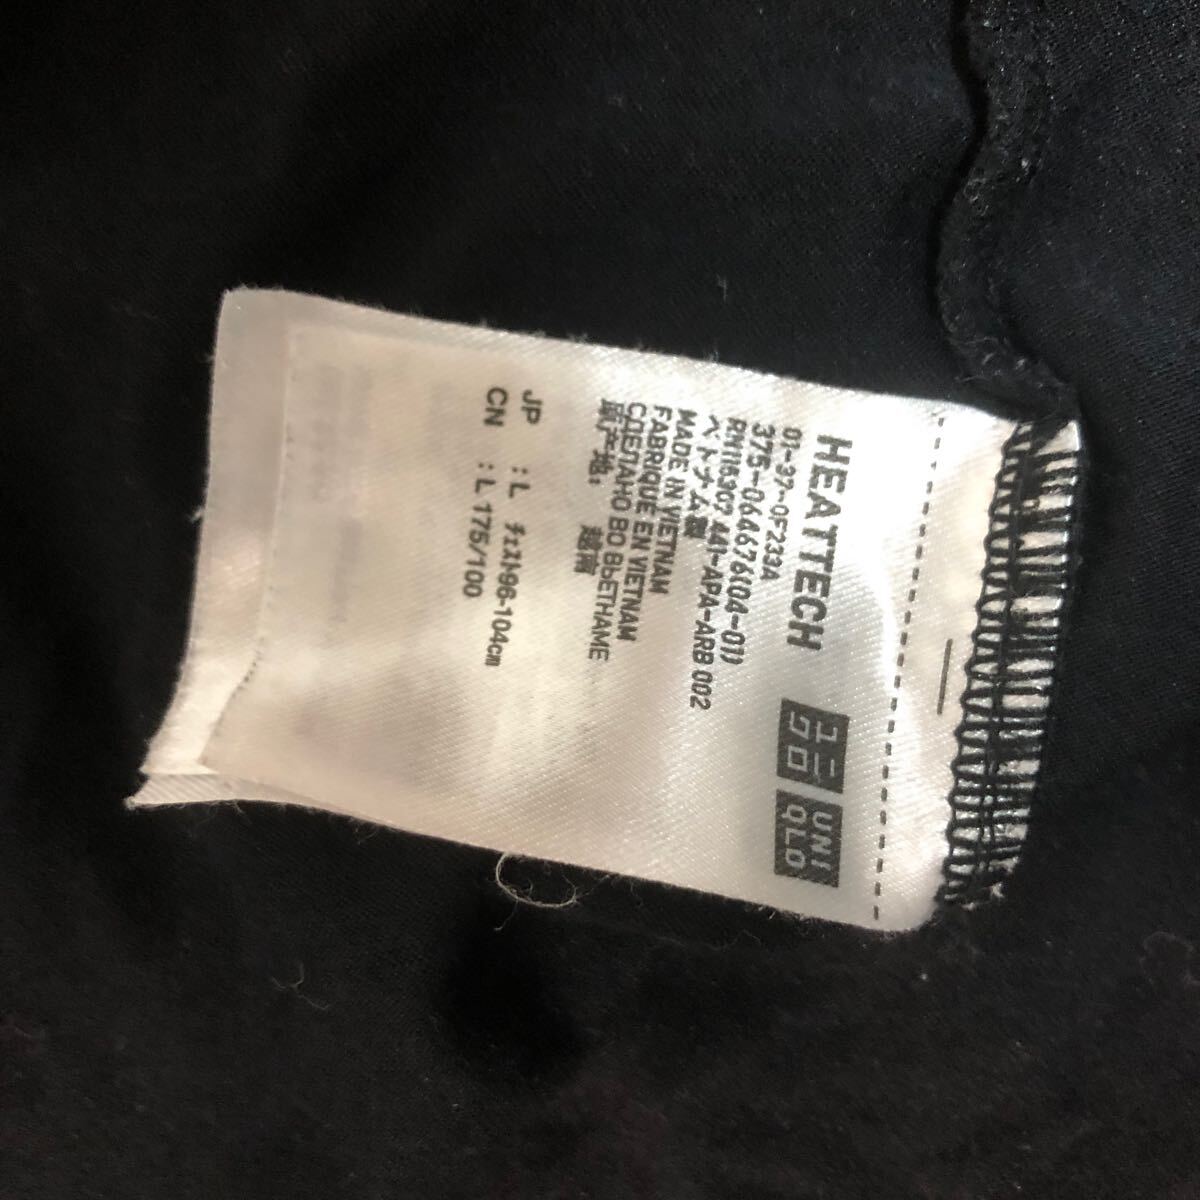 HEATTECH
ユニ
クロ
UNI
QLO
01-37-0F233A
375-066676(04-01)
RN116307 441-APA-ARB 002
ベトナム製
MADE IN VIETNAM
FABRIQUE EN VIETNAM
СДЕЛАНО ВО ВЬЕТНАМЕ
原产地: 越南
JP : L チェスト96-104cm
CN : L 175/100